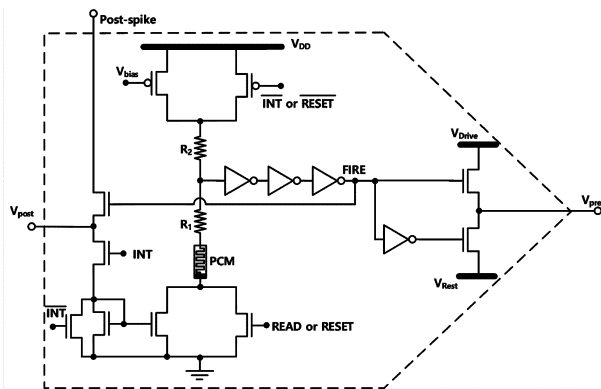 Post-spike
VDD
Vbias
INT or RESET
R2
VDrive
FIRE
Vpost
Vpre
R1
INT
PCM
VRest
INT
READ or RESET